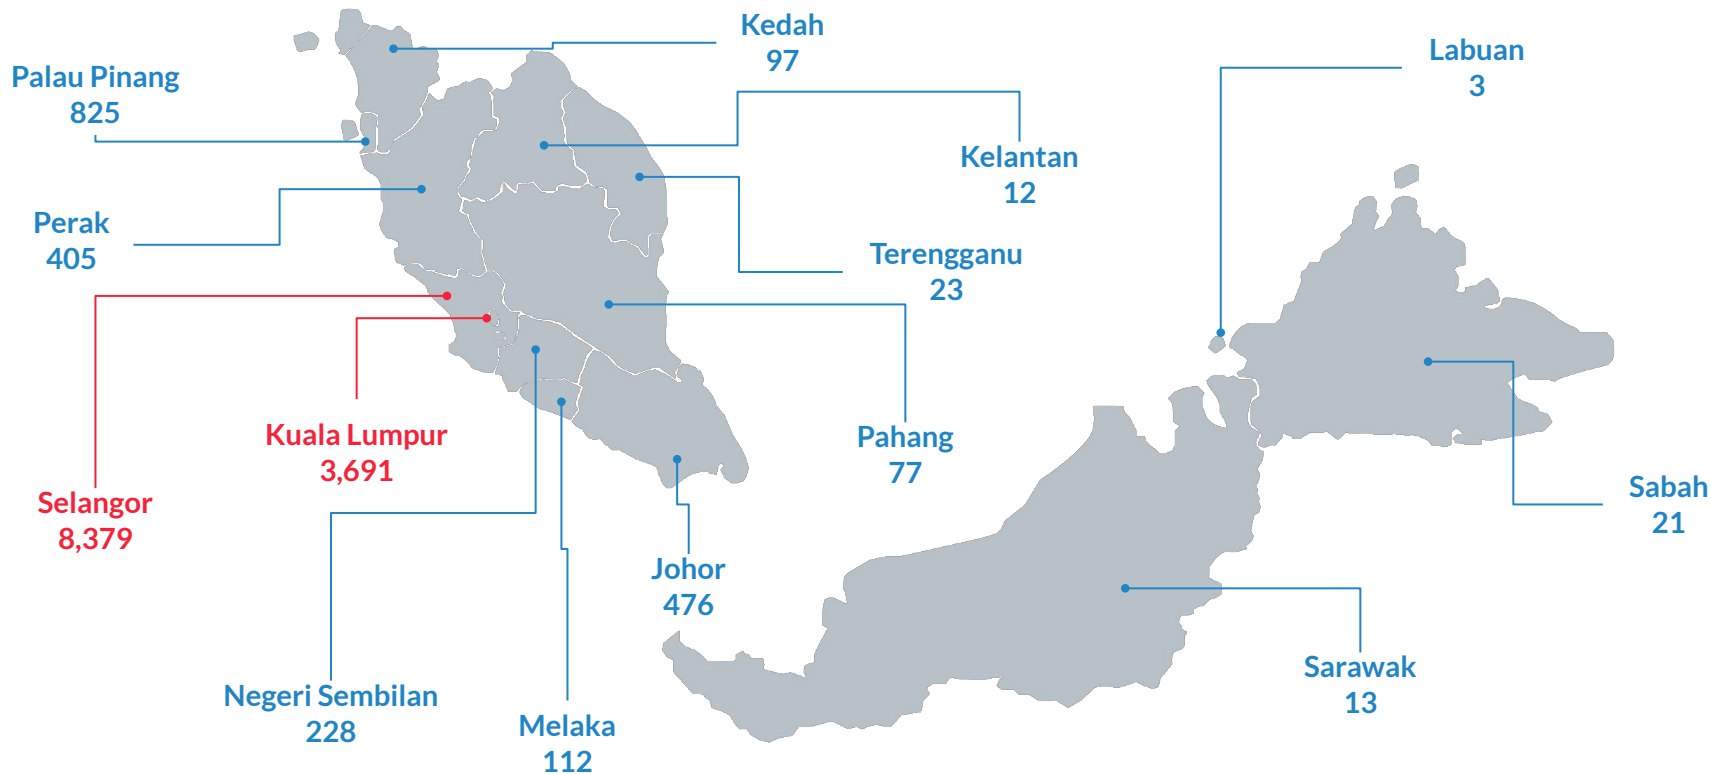 Kedah
97
Labuan
3
Palau Pinang
825
Kelantan
12
Perak
405
Terengganu
23
Kuala Lumpur
3,691
Pahang
77
Selangor
8,379
Sabah
21
Johor
476
Negeri Sembilan
228
Melaka
112
Sarawak
13